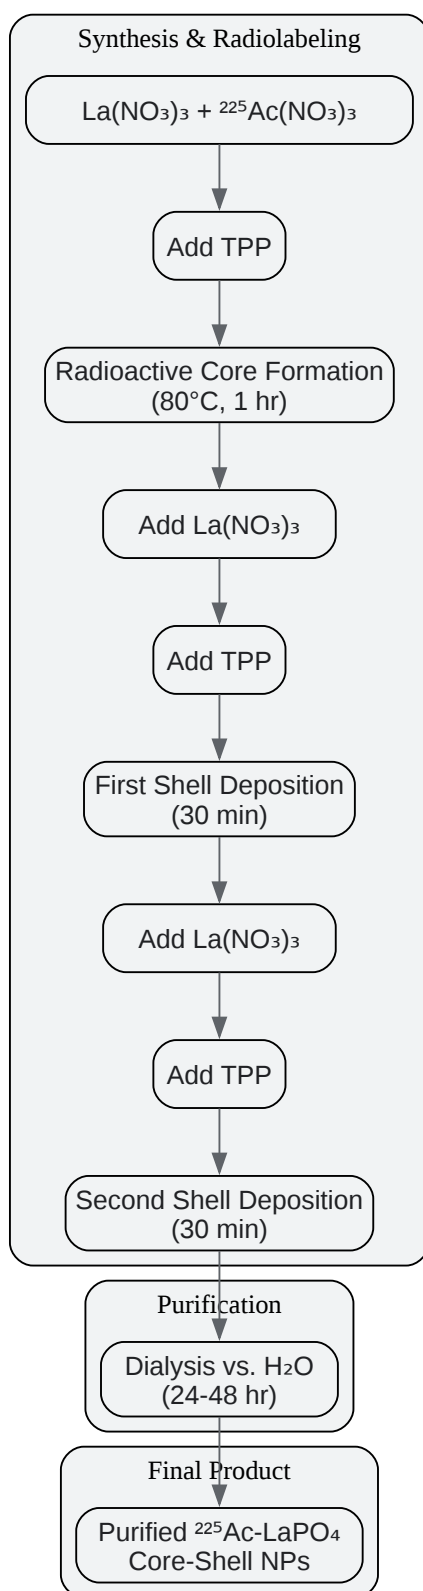 Synthesis & Radiolabeling
La(NO₃)₃ + ²²⁵Ac(NO₃)₃
Add TPP
Radioactive Core Formation
(80°C, 1 hr)
Add La(NO₃)₃
Add TPP
First Shell Deposition
(30 min)
Add La(NO₃)₃
Add TPP
Second Shell Deposition
(30 min)
Purification
Dialysis vs. H₂O
(24-48 hr)
Final Product
Purified ²²⁵Ac-LaPO₄
Core-Shell NPs